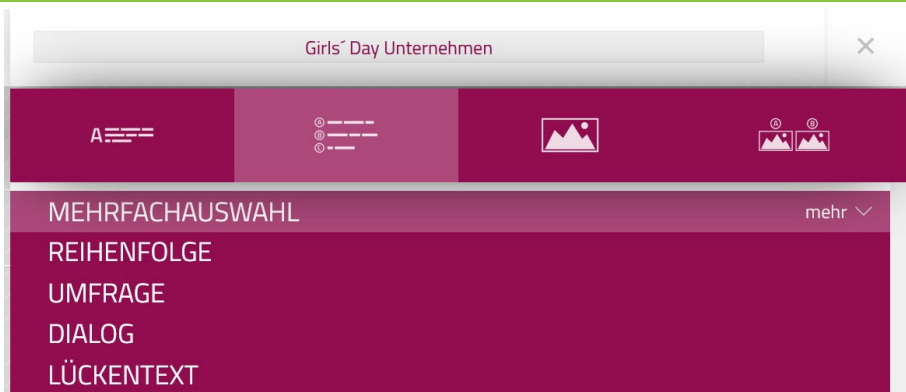 Girls´ Day Unternehmen
A
A
B
C
A B
MEHRFACHAUSWAHL mehr
REIHENFOLGE
UMFRAGE
DIALOG
LÜCKENTEXT